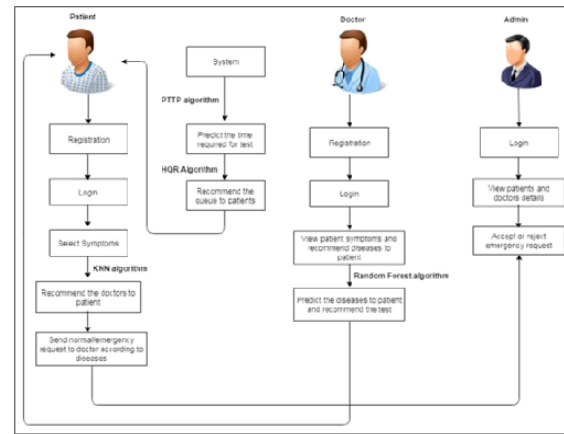 Patient
Registration
Login
Select Symptoms
KNN algorithm
Recommend the doctors to
patient
Send normal/emergency
request to doctor according to
diseases
System
PTTP algorithm
Predict the time
required for test
HQR Algorithm
Recommend the
queue to patients
Doctor
Registration
Login
View patient symptoms and
recommend diseases to
patient
Random Forest algorithm
Predict the diseases to patient
and recommend the test
Admin
Login
View patients and
doctors details
Accept or reject
emergency request